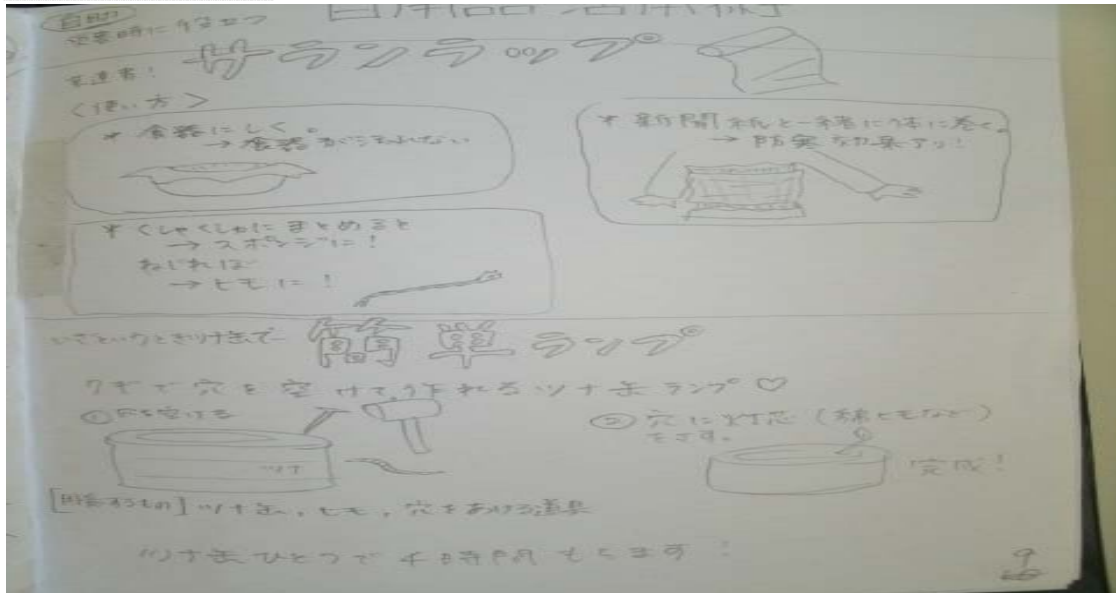 自助
災害時に役立つ 日用品活用術
サランラップ
〈使い方〉
* 食器にしく。
→食器がよごれない
* 新聞紙と一緒に体に巻く。
→防寒効果アリ!
* くしゃくしゃにまとめると
→スポンジに!
ねじれば
→ヒモに!
いざというときツナ缶で
簡単ランプ
クギで穴を空けて作れるツナ缶ランプ♡
①穴を空ける
ツナ
②穴に灯芯(綿ヒモなど)
をさす。
完成!
[用意するもの] ツナ缶、ヒモ、穴をあける道具
ツナ缶ひとつで 時間もちます!
9